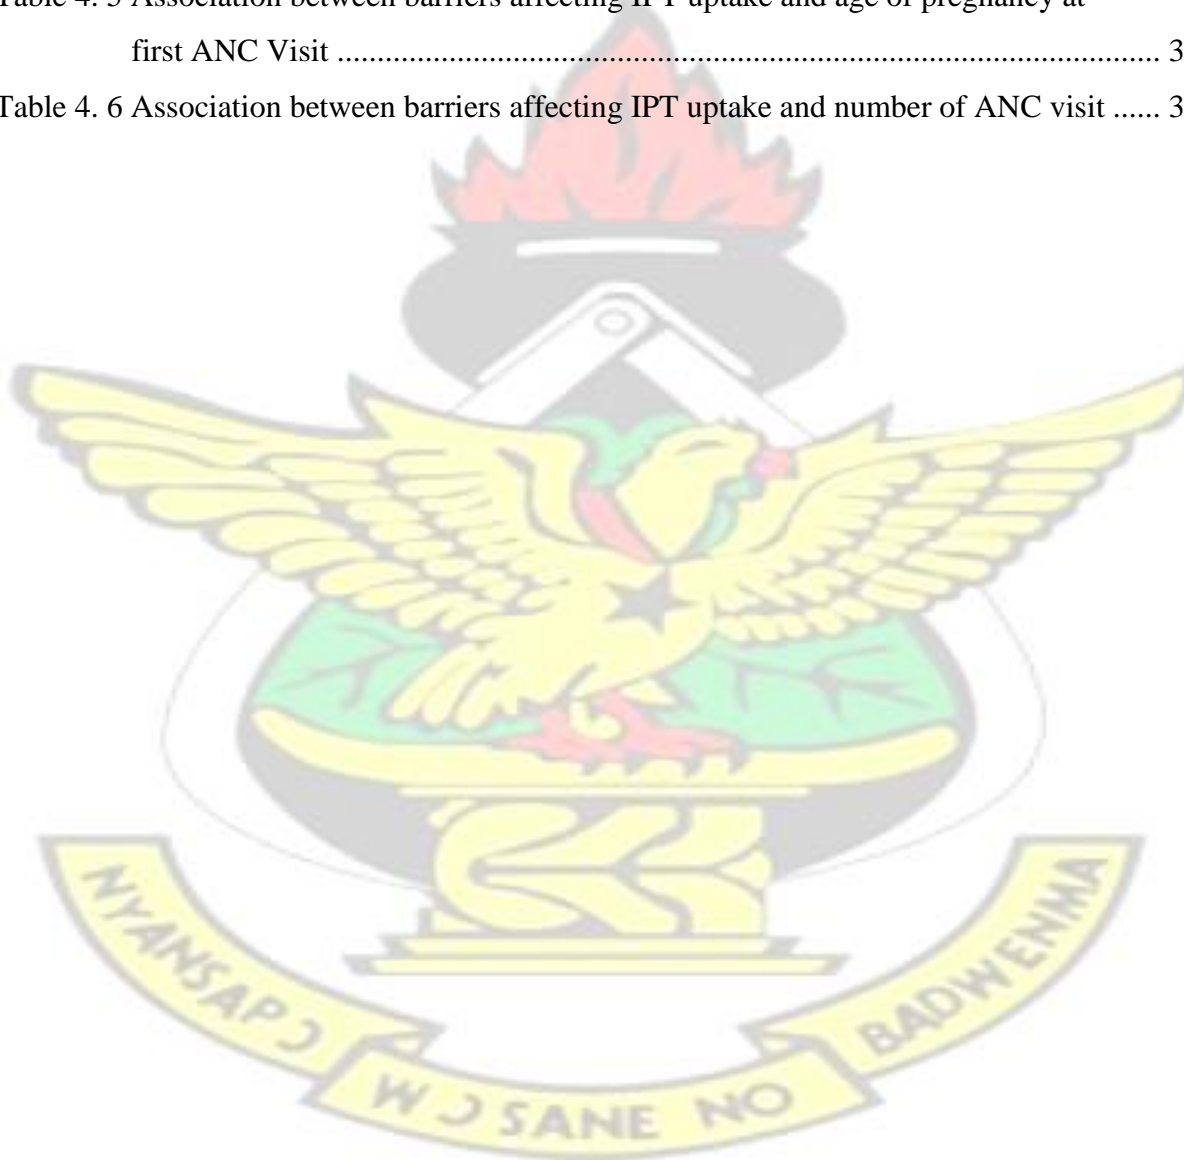 Table 4. 5 Association between barriers affecting IPT uptake and age of pregnancy at
first ANC Visit ........................................................................................................ 3
Table 4. 6 Association between barriers affecting IPT uptake and number of ANC visit ...... 3
NYANSAPƆ
WƆSANE NO
BADWENMA